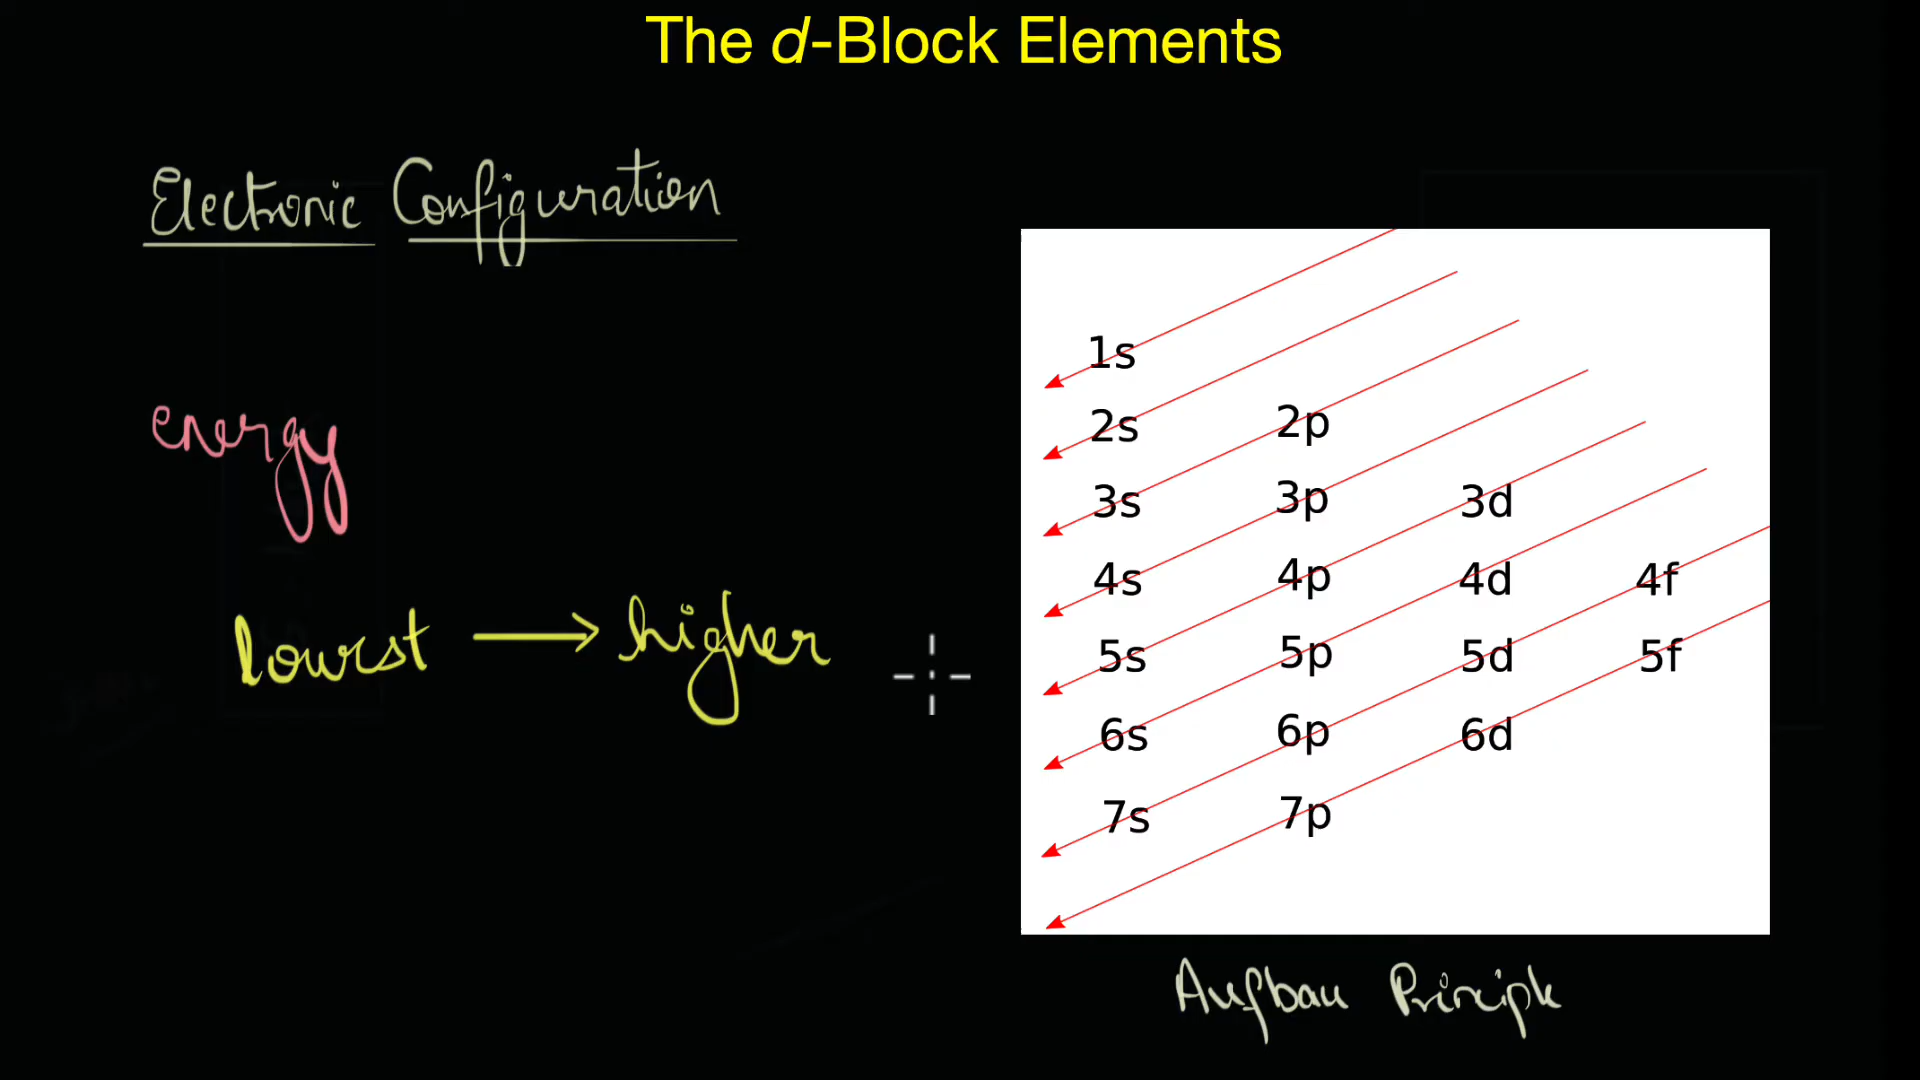 The d-Block Elements
Electronic Configuration
energy
lowest → higher
1s
2s 2p
3s 3p 3d
4s 4p 4d 4f
5s 5p 5d 5f
6s 6p 6d
7s 7p
Aufbau Principle